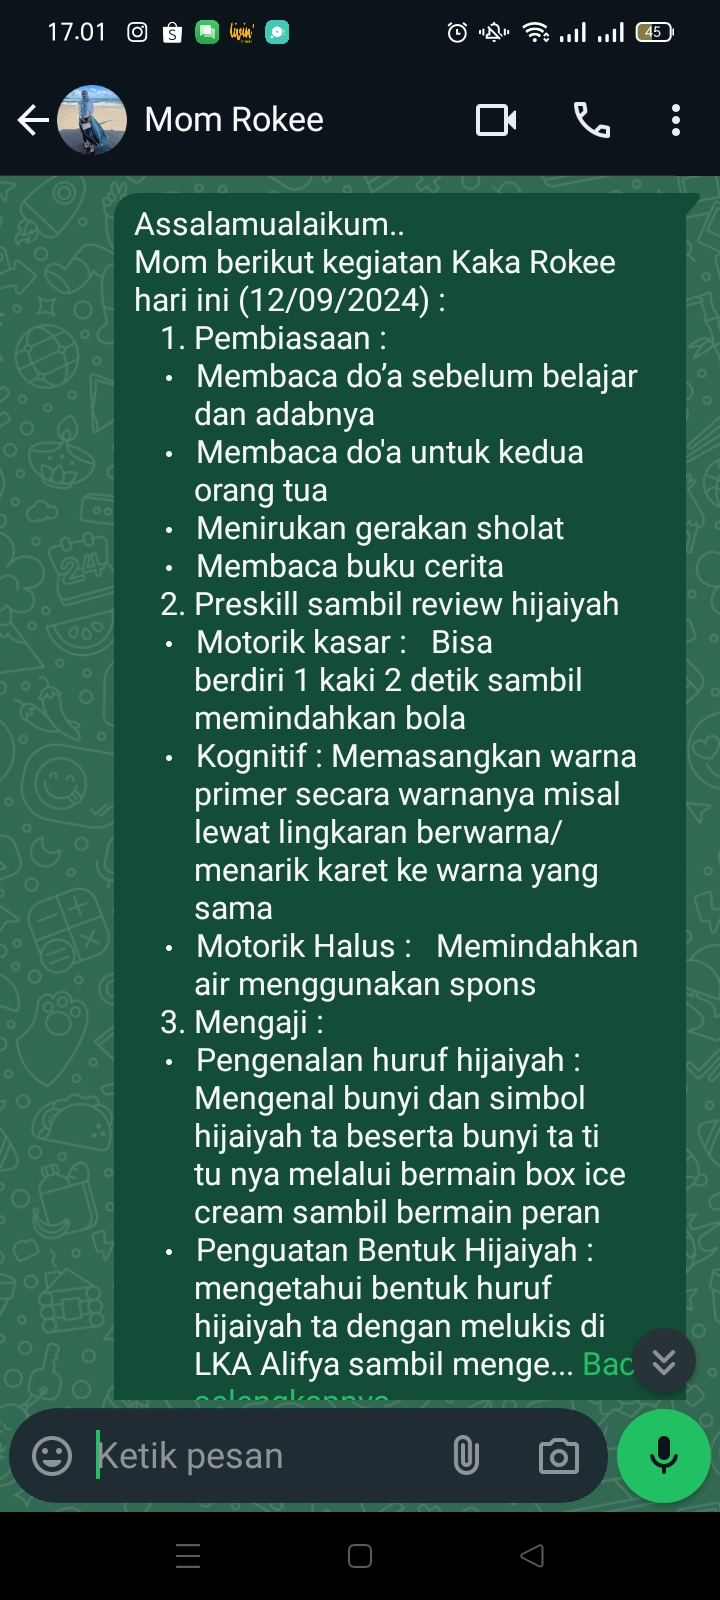 17.01
45
Mom Rokee
Assalamualaikum..
Mom berikut kegiatan Kaka Rokee
hari ini (12/09/2024) :
1. Pembiasaan :
• Membaca do’a sebelum belajar
dan adabnya
• Membaca do'a untuk kedua
orang tua
• Menirukan gerakan sholat
• Membaca buku cerita
2. Preskill sambil review hijaiyah
• Motorik kasar : Bisa
berdiri 1 kaki 2 detik sambil
memindahkan bola
• Kognitif : Memasangkan warna
primer secara warnanya misal
lewat lingkaran berwarna/
menarik karet ke warna yang
sama
• Motorik Halus : Memindahkan
air menggunakan spons
3. Mengaji :
• Pengenalan huruf hijaiyah :
Mengenal bunyi dan simbol
hijaiyah ta beserta bunyi ta ti
tu nya melalui bermain box ice
cream sambil bermain peran
• Penguatan Bentuk Hijaiyah :
mengetahui bentuk huruf
hijaiyah ta dengan melukis di
LKA Alifya sambil menge... Bac
Ketik pesan